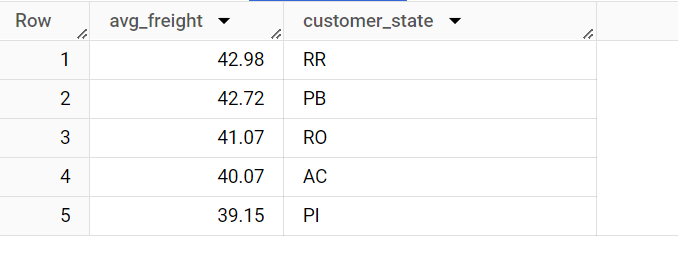 Row avg_freight customer_state
1 42.98 RR
2 42.72 PB
3 41.07 RO
4 40.07 AC
5 39.15 PI